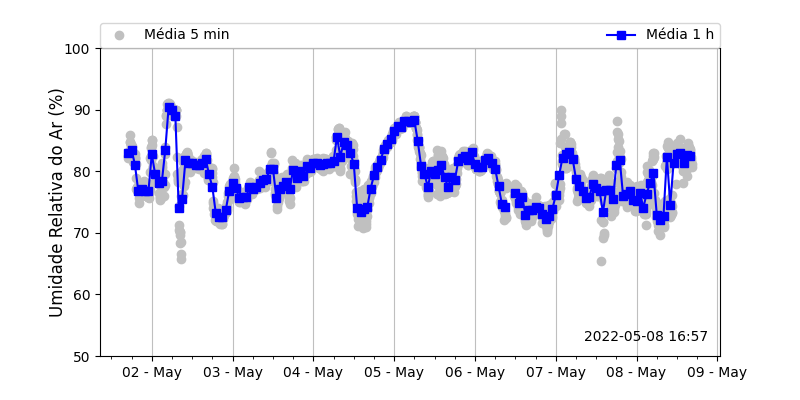 Média 5 min
Média 1 h
Umidade Relativa do Ar (%)
100
90
80
70
60
50
2022-05-08 16:57
02 - May
03 - May
04 - May
05 - May
06 - May
07 - May
08 - May
09 - May